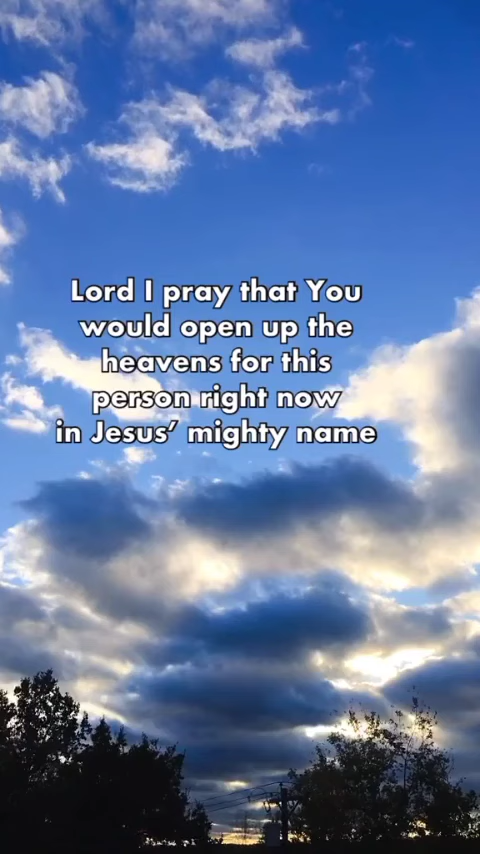 Lord I pray that You
would open up the
heavens for this
person right now
in Jesus’ mighty name